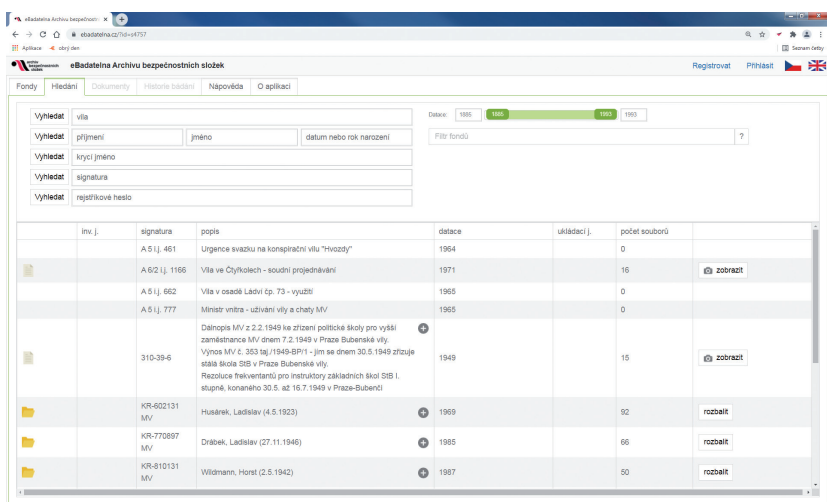 eBadatelna Archivu bezpečnostních
ebadatelna.cz/?id=s4757
Aplikace obrý den Seznam četby
archiv bezpečnostních složek
eBadatelna Archivu bezpečnostních složek Registrovat Přihlásit
Fondy Hledání Dokumenty Historie bádání Nápověda O aplikaci
Vyhledat vila Datace: 1885 1885 1993 1993
Vyhledat příjmení jméno datum nebo rok narození Filtr fondů ?
Vyhledat krycí jméno
Vyhledat signatura
Vyhledat rejstříkové heslo
inv. j. signatura popis datace ukládací j. počet souborů
A 5 i.j. 461 Urgence svazku na konspirační vilu "Hvozdy" 1964 0
A 6/2 i.j. 1166 Vila ve Čtyřkolech - soudní projednávání 1971 16 zobrazit
A 5 i.j. 662 Vila v osadě Ládví čp. 73 - využití 1965 0
A 5 i.j. 777 Ministr vnitra - užívání vily a chaty MV 1965 0
Dálnopis MV z 2.2.1949 ke zřízení politické školy pro vyšší
zaměstnance MV dnem 7.2.1949 v Praze Bubenské vily.
Výnos MV č. 353 taj./1949-BP/1 - jím se dnem 30.5.1949 zřizuje
310-39-6 stálá škola StB v Praze Bubenské vily. 1949 15 zobrazit
Rezoluce frekventantů pro instruktory základních škol StB I.
stupně, konaného 30.5. až 16.7.1949 v Praze-Bubenči
KR-602131 MV Husárek, Ladislav (4.5.1923) 1969 92 rozbalit
KR-770897 MV Drábek, Ladislav (27.11.1946) 1985 66 rozbalit
KR-810131 MV Wildmann, Horst (2.5.1942) 1987 50 rozbalit